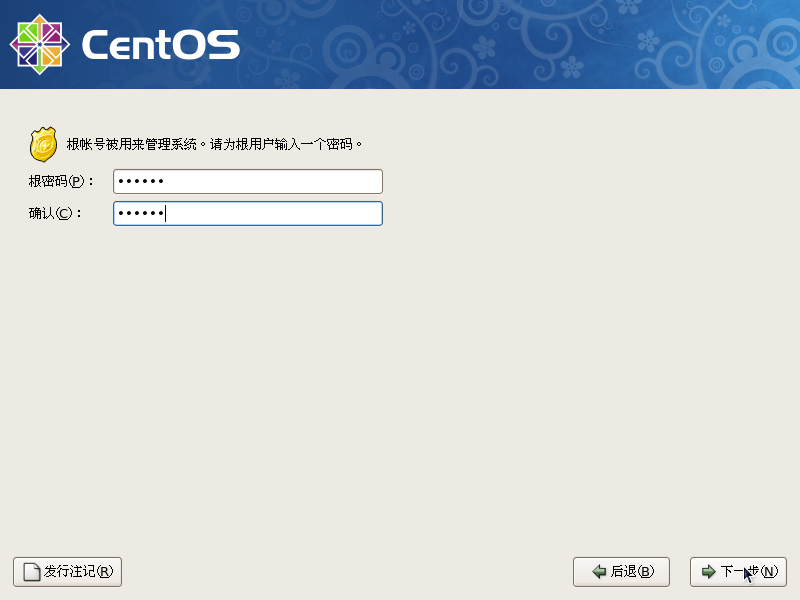 CentOS
根帐号被用来管理系统。请为根用户输入一个密码。
根密码(P)： ••••••
确认(C)： ••••••
发行注记(R) 后退(B) 下一步(N)